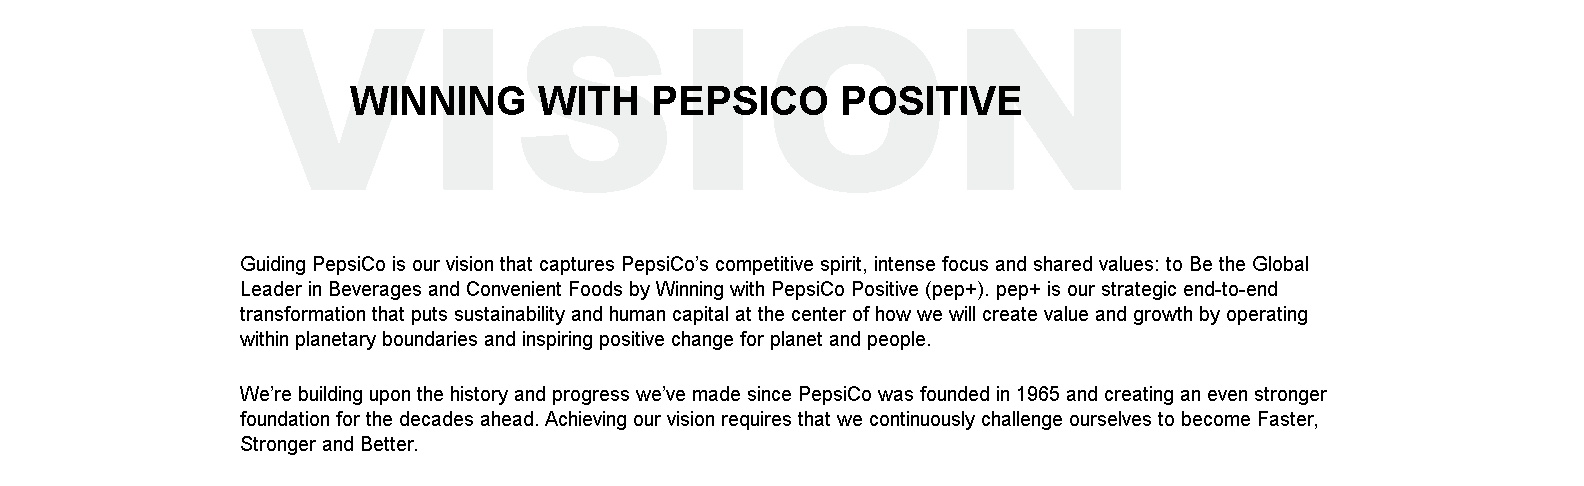 VISION
WINNING WITH PEPSICO POSITIVE
Guiding PepsiCo is our vision that captures PepsiCo’s competitive spirit, intense focus and shared values: to Be the Global
Leader in Beverages and Convenient Foods by Winning with PepsiCo Positive (pep+). pep+ is our strategic end-to-end
transformation that puts sustainability and human capital at the center of how we will create value and growth by operating
within planetary boundaries and inspiring positive change for planet and people.
We’re building upon the history and progress we’ve made since PepsiCo was founded in 1965 and creating an even stronger
foundation for the decades ahead. Achieving our vision requires that we continuously challenge ourselves to become Faster,
Stronger and Better.